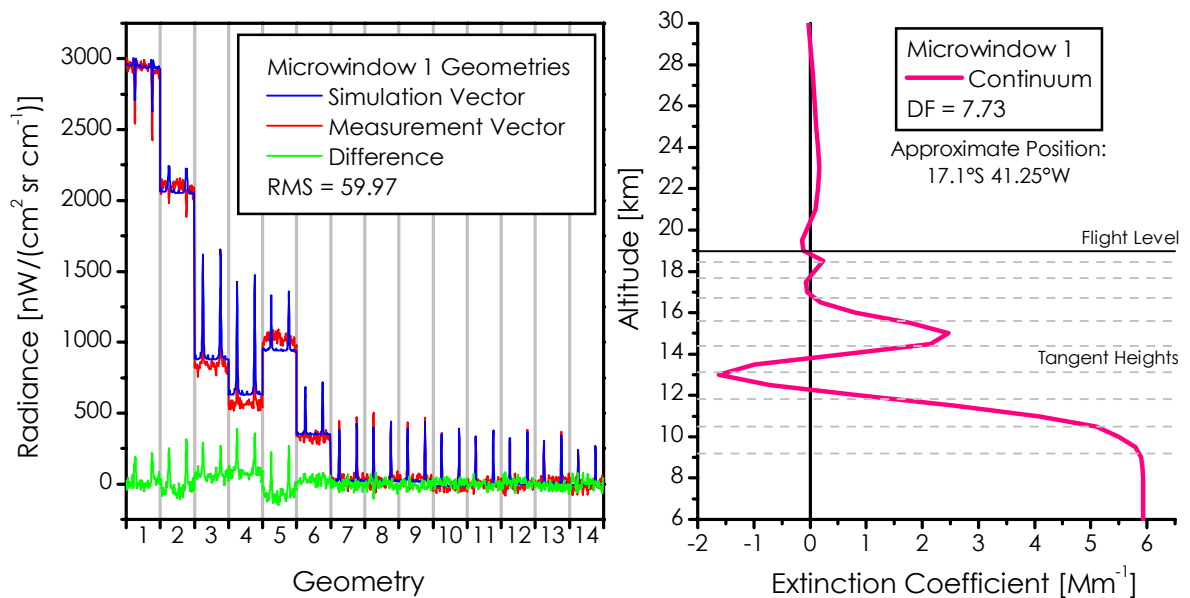 Microwindow 1 Geometries
Simulation Vector
Measurement Vector
Difference
RMS = 59.97
Radiance [nW/(cm² sr cm⁻¹)]
3000
2500
2000
1500
1000
500
0
1 2 3 4 5 6 7 8 9 10 11 12 13 14
Geometry
Microwindow 1
Continuum
DF = 7.73
Approximate Position:
17.1°S 41.25°W
Flight Level
Tangent Heights
Altitude [km]
30
28
26
24
22
20
18
16
14
12
10
8
6
-2 -1 0 1 2 3 4 5 6
Extinction Coefficient [Mm⁻¹]